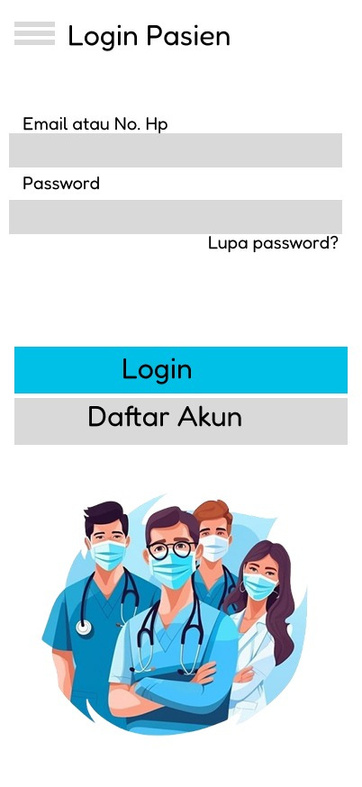 Login Pasien
Email atau No. Hp
Password
Lupa password?
Login
Daftar Akun